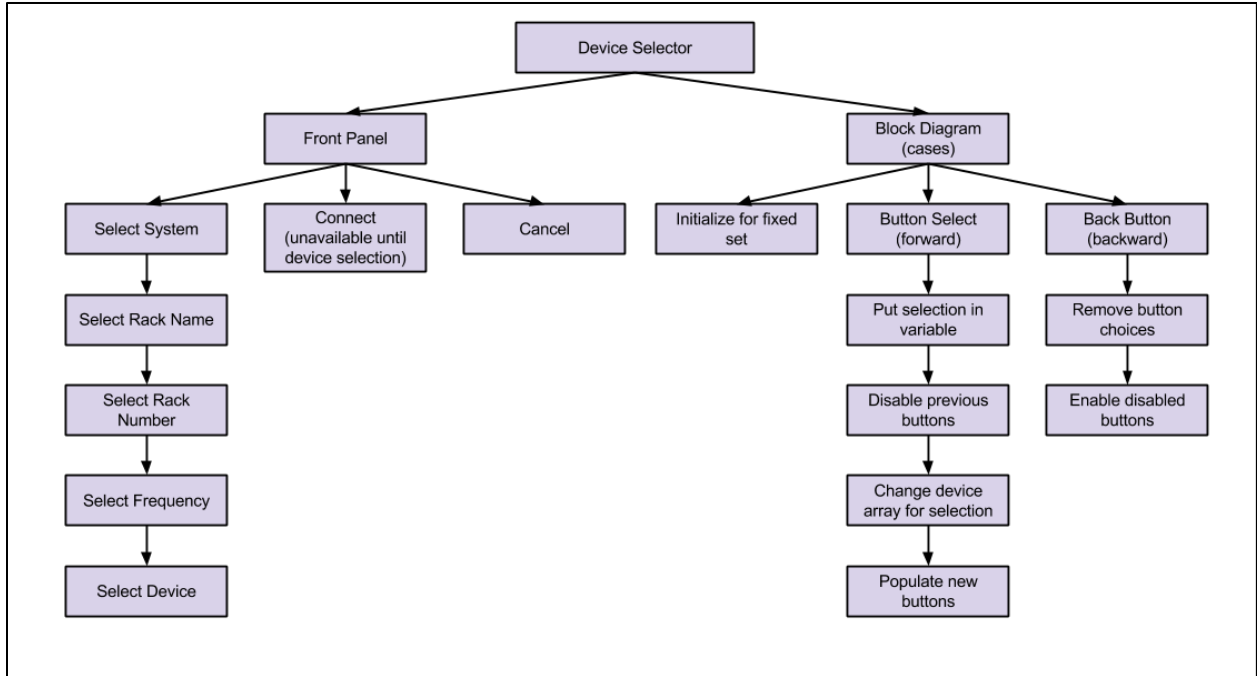 Device Selector
Front Panel
Block Diagram
(cases)
Select System
Connect
(unavailable until
device selection)
Cancel
Initialize for fixed
set
Button Select
(forward)
Back Button
(backward)
Select Rack Name
Put selection in
variable
Remove button
choices
Select Rack
Number
Disable previous
buttons
Enable disabled
buttons
Select Frequency
Change device
array for selection
Select Device
Populate new
buttons